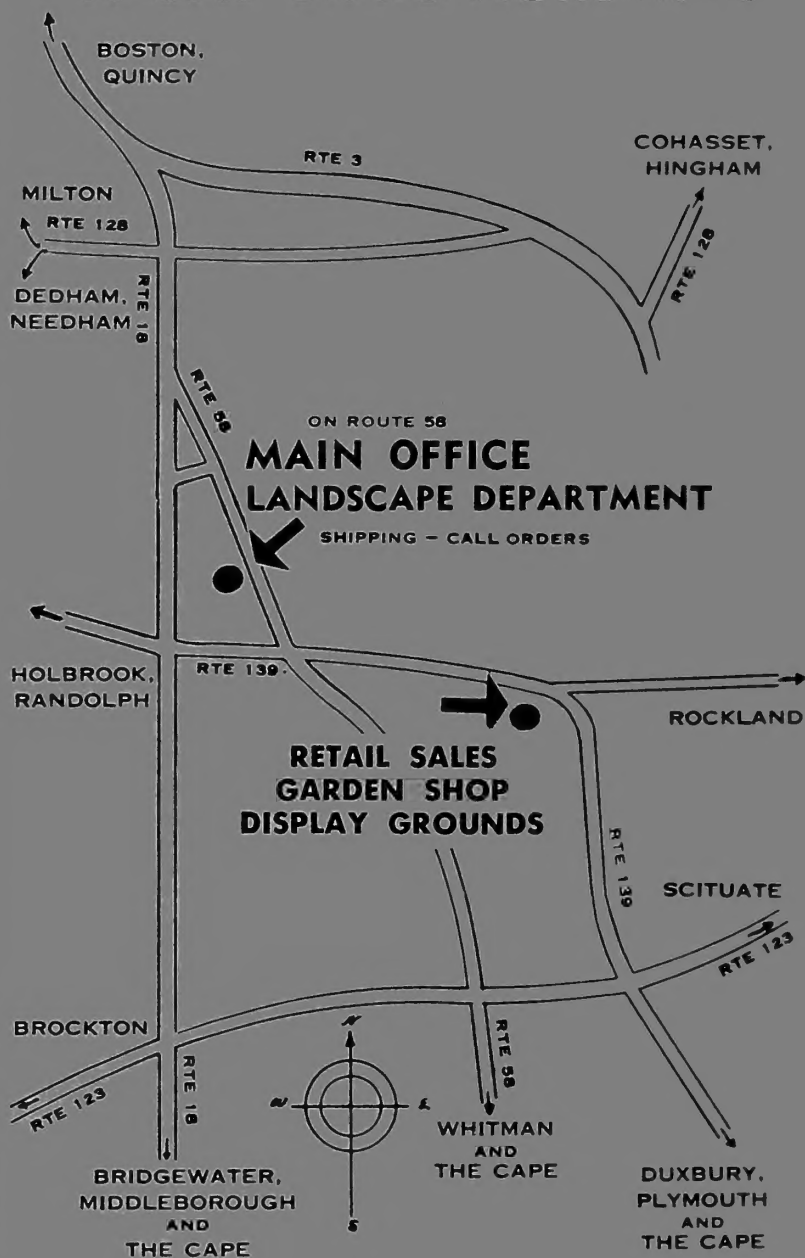 BOSTON,
QUINCY
RTE 3
COHASSET,
HINGHAM
MILTON
RTE 128
RTE 128
DEDHAM,
NEEDHAM
RTE 18
RTE 58
ON ROUTE 58
MAIN OFFICE
LANDSCAPE DEPARTMENT
SHIPPING – CALL ORDERS
HOLBROOK,
RANDOLPH
RTE 139
ROCKLAND
RETAIL SALES
GARDEN SHOP
DISPLAY GROUNDS
RTE 139
SCITUATE
RTE 123
BROCKTON
RTE 123
RTE 18
N
W
E
S
RTE 58
WHITMAN
AND
THE CAPE
BRIDGEWATER,
MIDDLEBOROUGH
AND
THE CAPE
DUXBURY,
PLYMOUTH
AND
THE CAPE